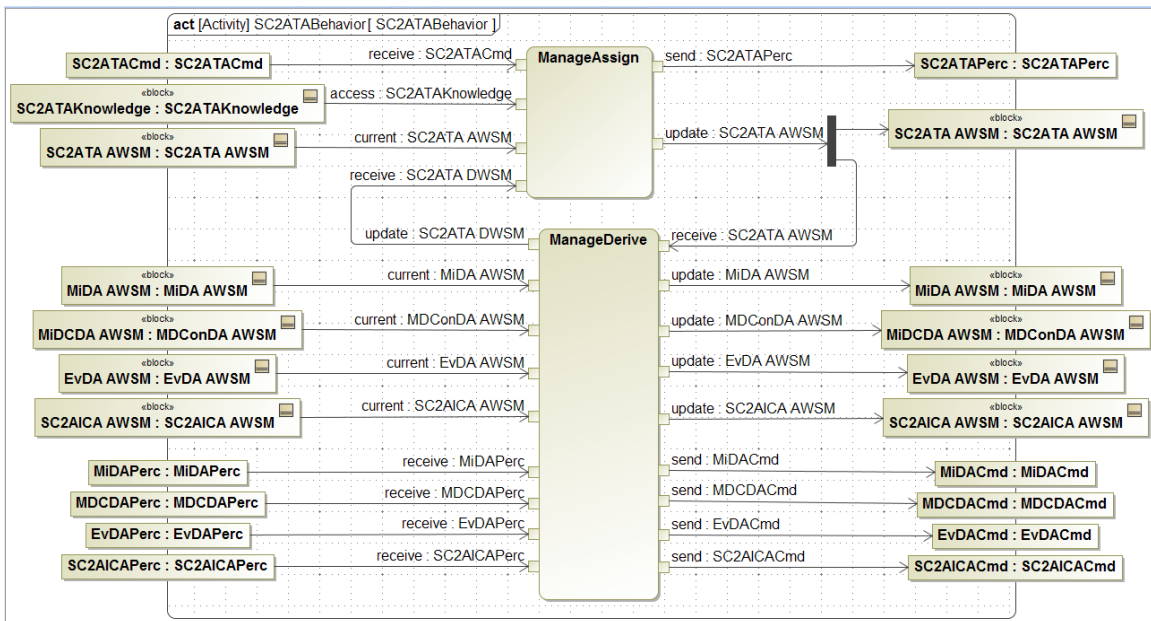 act [Activity] SC2ATABehavior[ SC2ATABehavior ]
SC2ATACmd : SC2ATACmd
receive : SC2ATACmd
ManageAssign
send : SC2ATAPerc
SC2ATAPerc : SC2ATAPerc
«block»
SC2ATAKnowledge : SC2ATAKnowledge
access : SC2ATAKnowledge
«block»
SC2ATA AWSM : SC2ATA AWSM
current : SC2ATA AWSM
update : SC2ATA AWSM
«block»
SC2ATA AWSM : SC2ATA AWSM
receive : SC2ATA DWSM
update : SC2ATA DWSM
ManageDerive
receive : SC2ATA AWSM
«block»
MiDA AWSM : MiDA AWSM
current : MiDA AWSM
update : MiDA AWSM
«block»
MiDA AWSM : MiDA AWSM
«block»
MiDCDA AWSM : MDConDA AWSM
current : MDConDA AWSM
update : MDConDA AWSM
«block»
MiDCDA AWSM : MDConDA AWSM
«block»
EvDA AWSM : EvDA AWSM
current : EvDA AWSM
update : EvDA AWSM
«block»
EvDA AWSM : EvDA AWSM
«block»
SC2AICA AWSM : SC2AICA AWSM
current : SC2AICA AWSM
update : SC2AICA AWSM
«block»
SC2AICA AWSM : SC2AICA AWSM
MiDAPerc : MiDAPerc
receive : MiDAPerc
send : MiDACmd
MiDACmd : MiDACmd
MDCDAPerc : MDCDAPerc
receive : MDCDAPerc
send : MDCDACmd
MDCDACmd : MDCDACmd
EvDAPerc : EvDAPerc
receive : EvDAPerc
send : EvDACmd
EvDACmd : EvDACmd
SC2AICAPerc : SC2AICAPerc
receive : SC2AICAPerc
send : SC2AICACmd
SC2AICACmd : SC2AICACmd